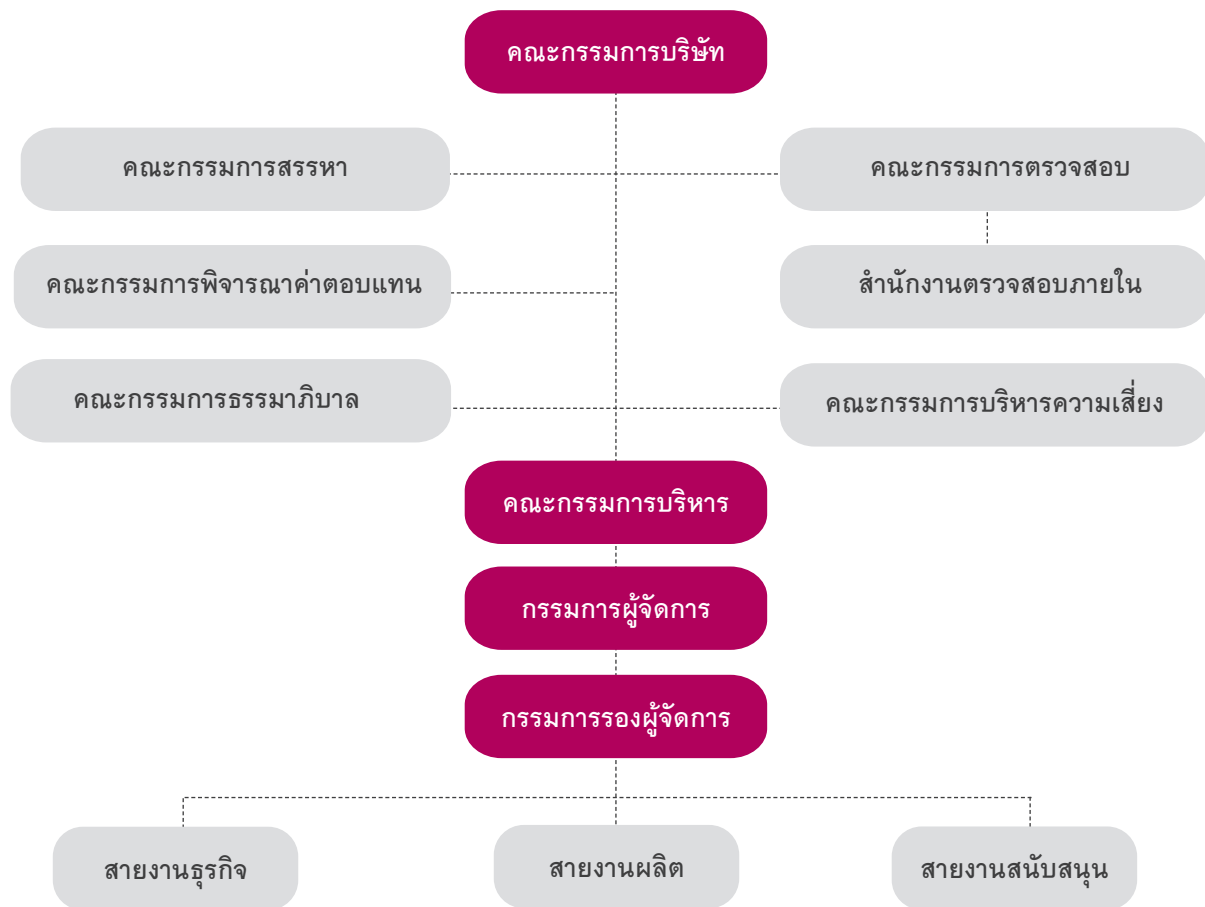 คณะกรรมการบริษัท
คณะกรรมการสรรหา
คณะกรรมการตรวจสอบ
คณะกรรมการพิจารณาค่าตอบแทน
สำนักงานตรวจสอบภายใน
คณะกรรมการธรรมาภิบาล
คณะกรรมการบริหารความเสี่ยง
คณะกรรมการบริหาร
กรรมการผู้จัดการ
กรรมการรองผู้จัดการ
สายงานธุรกิจ
สายงานผลิต
สายงานสนับสนุน